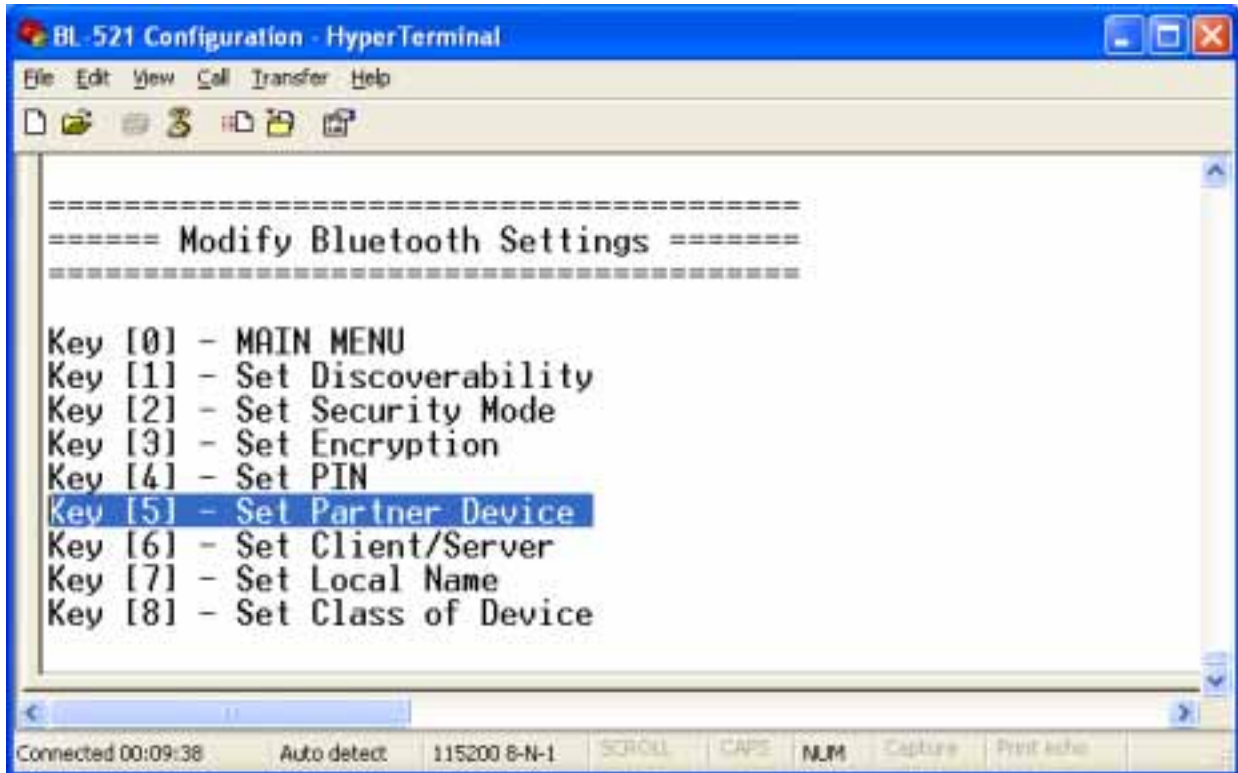 BL-521 Configuration - HyperTerminal
File Edit View Call Transfer Help
========================================
====== Modify Bluetooth Settings =======
========================================
Key [0] - MAIN MENU
Key [1] - Set Discoverability
Key [2] - Set Security Mode
Key [3] - Set Encryption
Key [4] - Set PIN
Key [5] - Set Partner Device
Key [6] - Set Client/Server
Key [7] - Set Local Name
Key [8] - Set Class of Device
Connected 00:09:38 Auto detect 115200 8-N-1 SCROLL CAPS NUM Capture Print echo